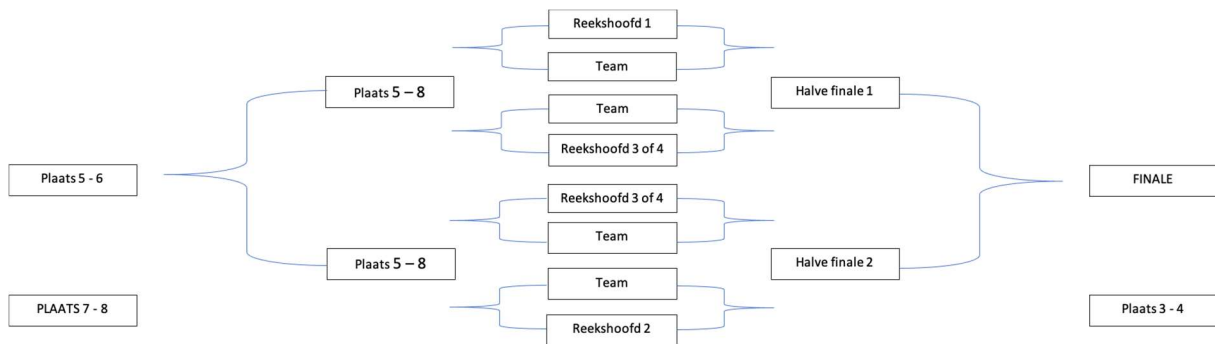 Reekshoofd 1
Team
Plaats 5 – 8
Halve finale 1
Team
Reekshoofd 3 of 4
Plaats 5 - 6
FINALE
Reekshoofd 3 of 4
Team
Plaats 5 – 8
Halve finale 2
Team
PLAATS 7 - 8
Plaats 3 - 4
Reekshoofd 2